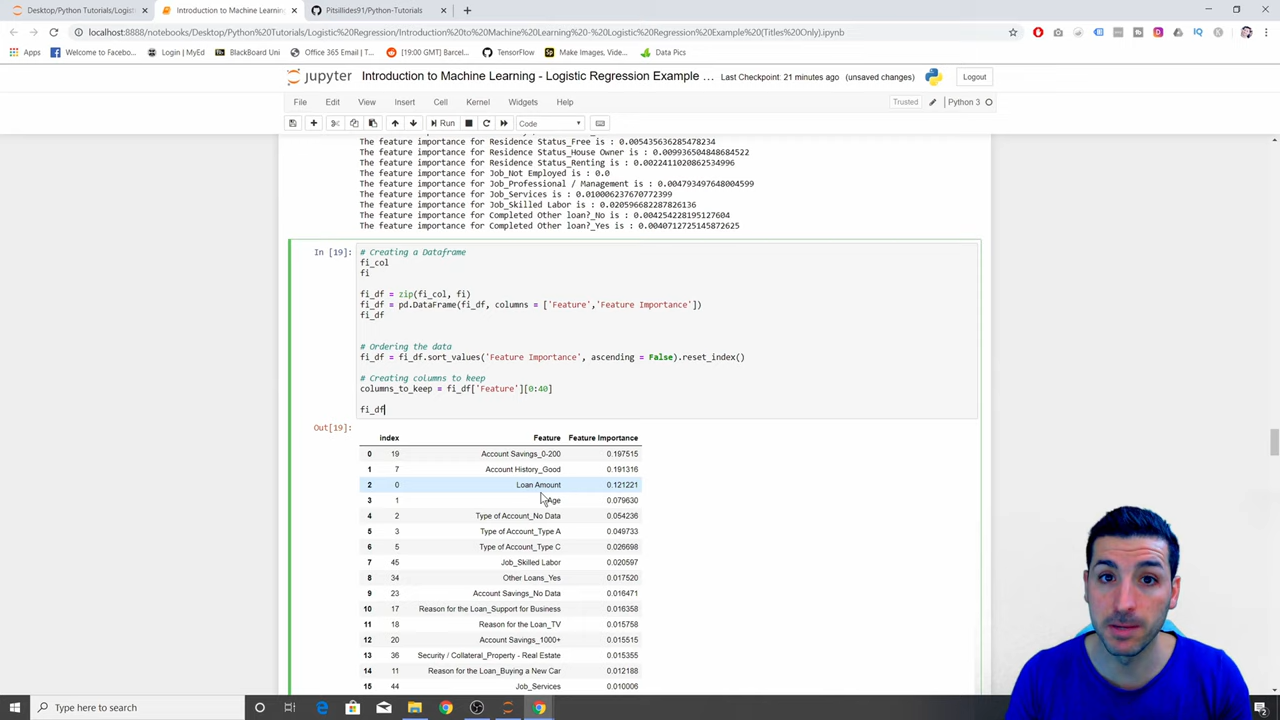 Desktop/Python Tutorials/Logisti
Introduction to Machine Learning
Pitsillides91/Python-Tutorials
localhost:8888/notebooks/Desktop/Python%20Tutorials/Logistic%20Regression/Introduction%20to%20Machine%20Learning%20-%20Logistic%20Regression%20Example%20(Titles%20Only).ipynb
Apps
Welcome to Facebo...
Login | MyEd
BlackBoard Uni
Office 365 Email | T...
[19:00 GMT] Barcel...
TensorFlow
Make Images, Vide...
Data Pics
jupyter
Introduction to Machine Learning - Logistic Regression Example ...
Last Checkpoint: 21 minutes ago (unsaved changes)
Logout
File Edit View Insert Cell Kernel Widgets Help
Trusted
Python 3
Run
Code
The feature importance for Residence Status_Free is : 0.005435636285478234
The feature importance for Residence Status_House Owner is : 0.009936504848684522
The feature importance for Residence Status_Renting is : 0.0022411020862534996
The feature importance for Job_Not Employed is : 0.0
The feature importance for Job_Professional / Management is : 0.004793497648004599
The feature importance for Job_Services is : 0.010006237670772399
The feature importance for Job_Skilled Labor is : 0.020596682287826136
The feature importance for Completed Other loan?_No is : 0.004254228195127604
The feature importance for Completed Other loan?_Yes is : 0.0040712725145872625
In [19]:
# Creating a Dataframe
fi_col
fi
fi_df = zip(fi_col, fi)
fi_df = pd.DataFrame(fi_df, columns = ['Feature','Feature Importance'])
fi_df
# Ordering the data
fi_df = fi_df.sort_values('Feature Importance', ascending = False).reset_index()
# Creating columns to keep
columns_to_keep = fi_df['Feature'][0:40]
fi_df
Out[19]:
index Feature Feature Importance
0 19 Account Savings_0-200 0.197515
1 7 Account History_Good 0.191316
2 0 Loan Amount 0.121221
3 1 Age 0.079630
4 2 Type of Account_No Data 0.054236
5 3 Type of Account_Type A 0.049733
6 5 Type of Account_Type C 0.026698
7 45 Job_Skilled Labor 0.020597
8 34 Other Loans_Yes 0.017520
9 23 Account Savings_No Data 0.016471
10 17 Reason for the Loan_Support for Business 0.016358
11 18 Reason for the Loan_TV 0.015758
12 20 Account Savings_1000+ 0.015515
13 36 Security / Collateral_Property - Real Estate 0.015355
14 11 Reason for the Loan_Buying a New Car 0.012188
15 44 Job_Services 0.010006
Type here to search